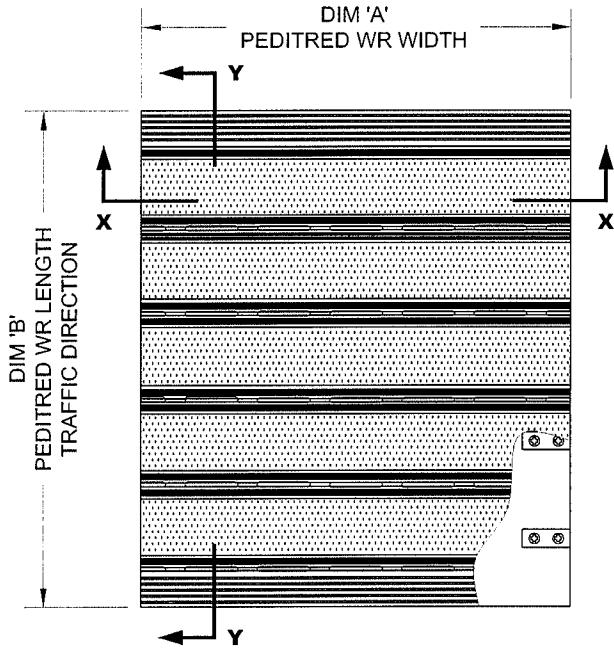 DIM 'A'
PEDITRED WR WIDTH
Y
X
X
DIM 'B'
PEDITRED WR LENGTH
TRAFFIC DIRECTION
Y